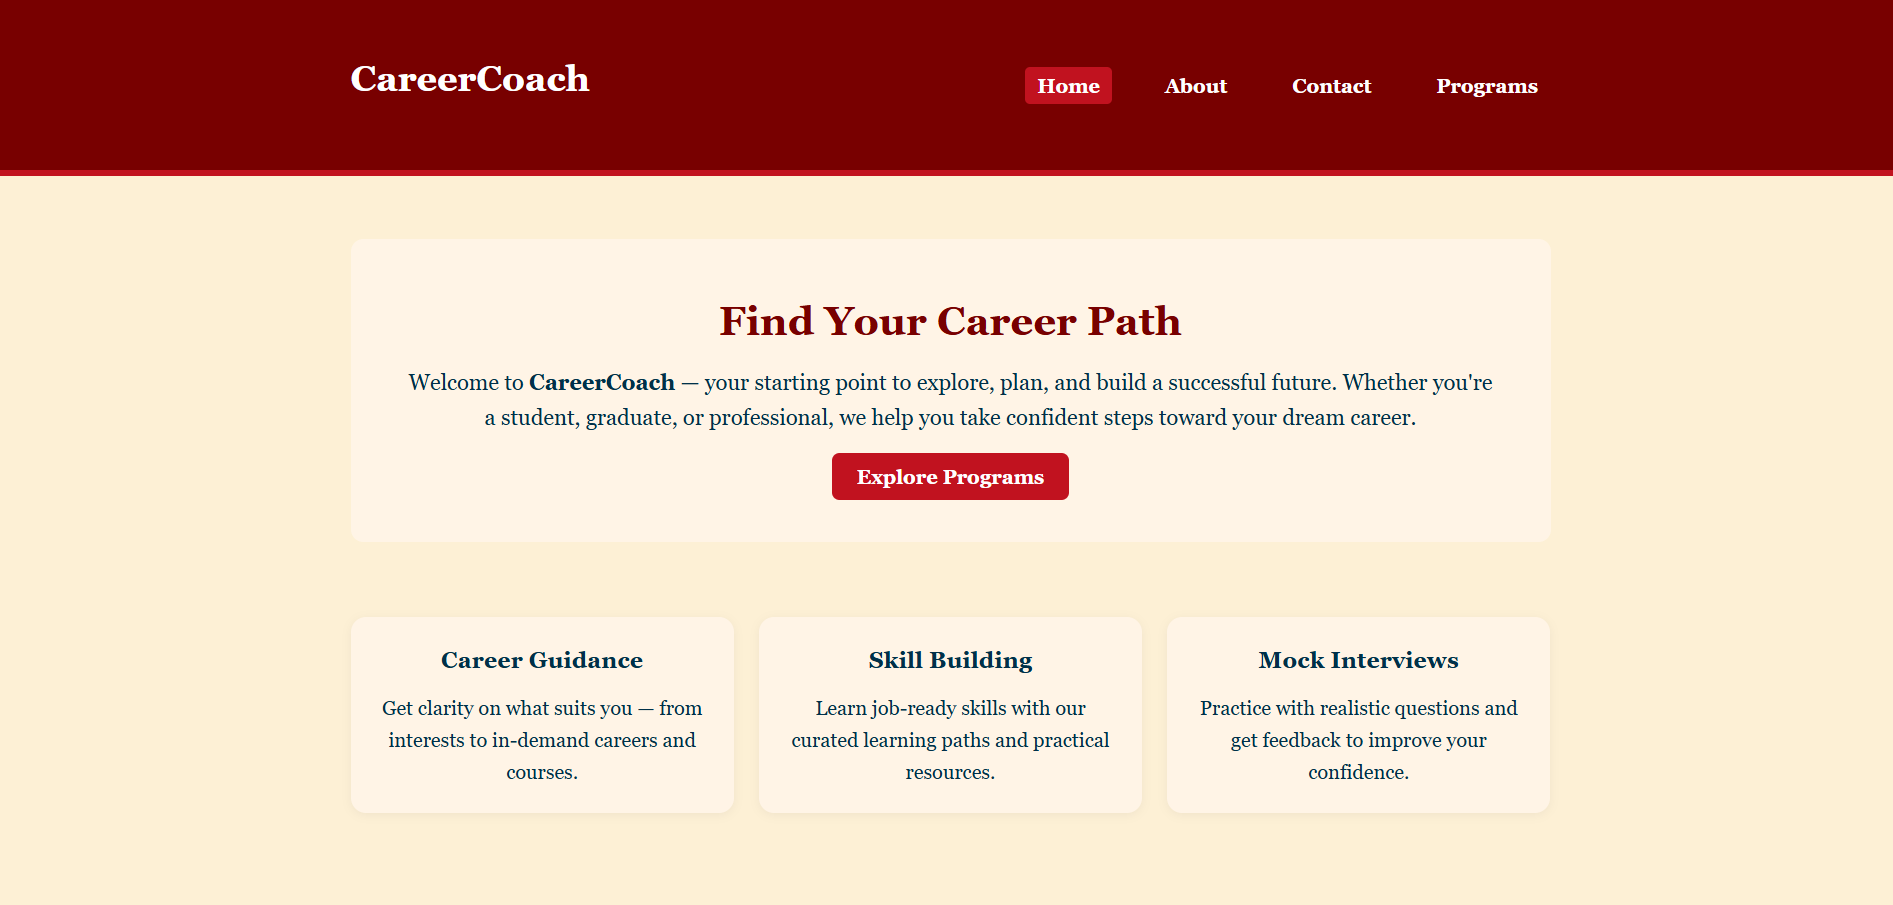 CareerCoach
Home About Contact Programs
Find Your Career Path
Welcome to CareerCoach — your starting point to explore, plan, and build a successful future. Whether you're
a student, graduate, or professional, we help you take confident steps toward your dream career.
Explore Programs
Career Guidance
Get clarity on what suits you — from
interests to in-demand careers and
courses.
Skill Building
Learn job-ready skills with our
curated learning paths and practical
resources.
Mock Interviews
Practice with realistic questions and
get feedback to improve your
confidence.